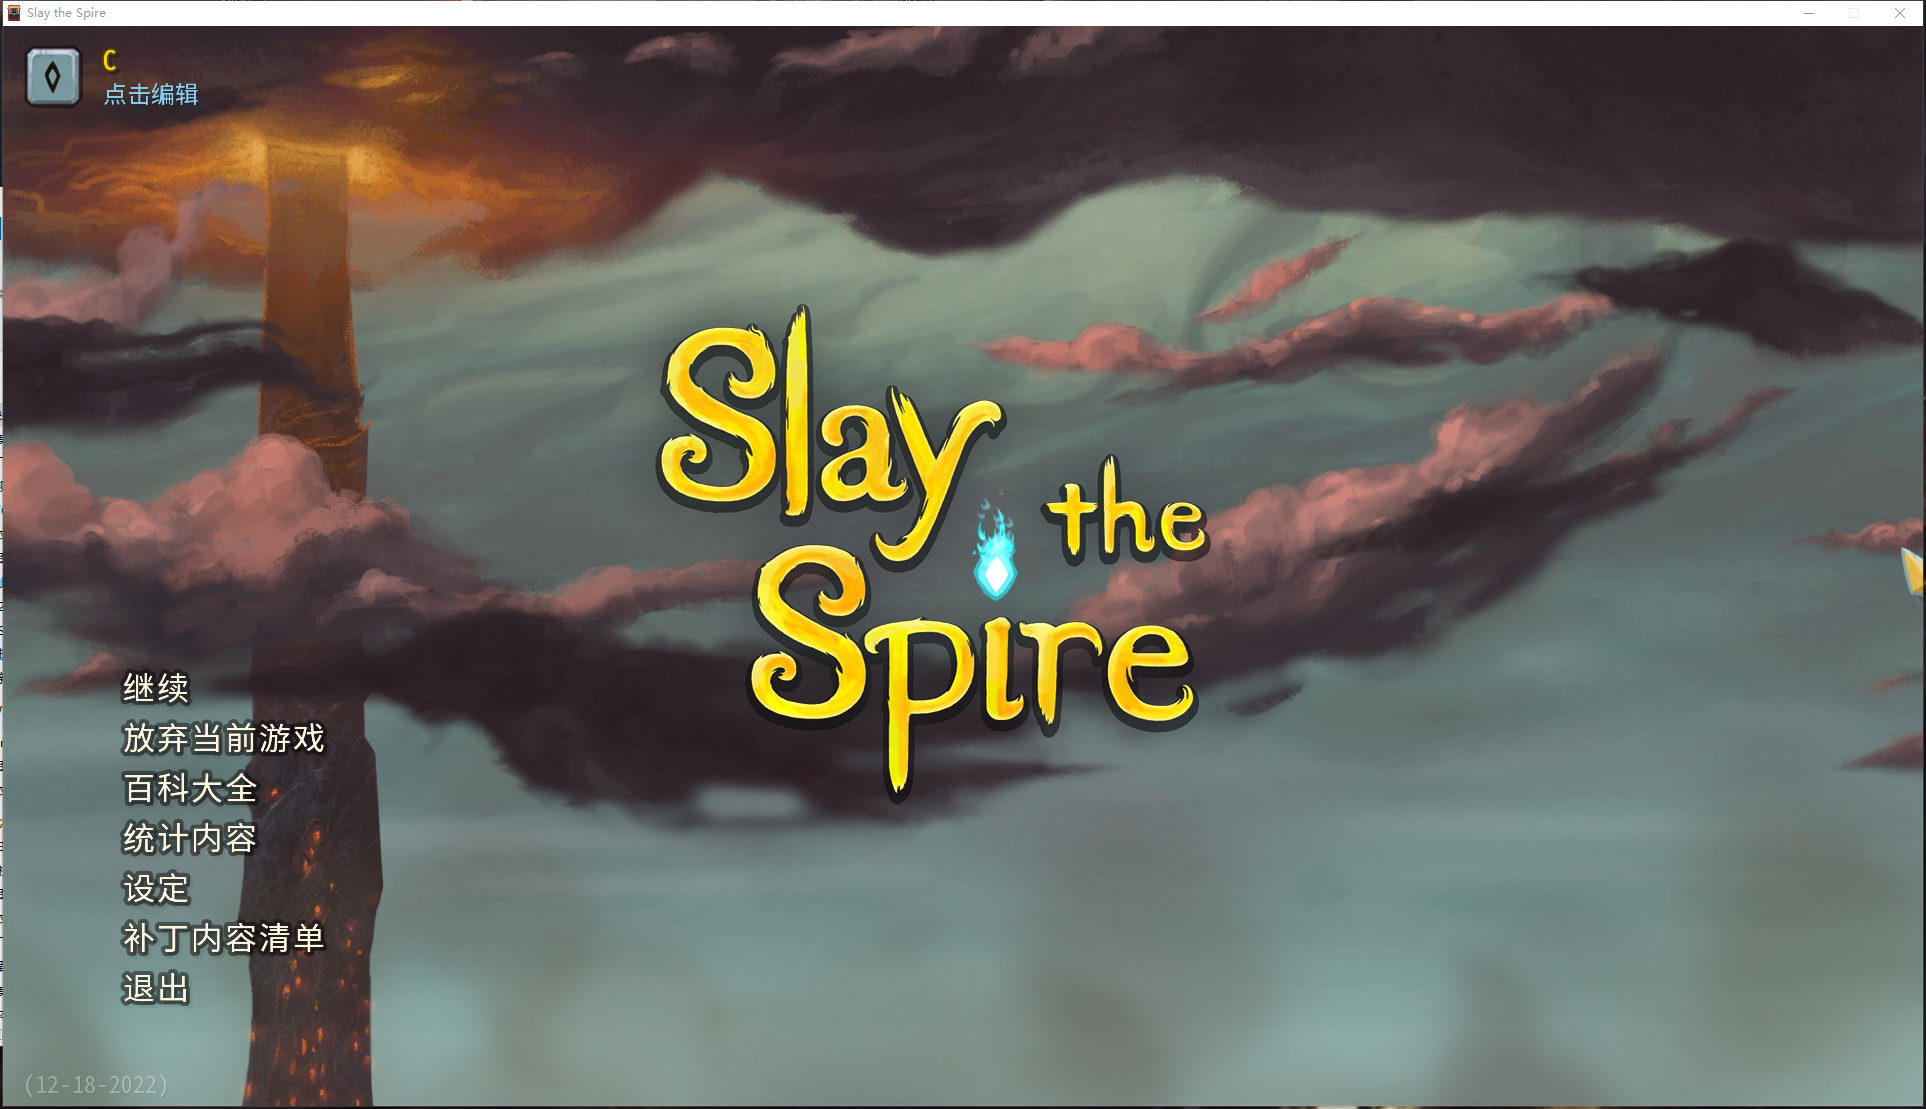 Slay the Spire
C
点击编辑
Slay
the
Spire
继续
放弃当前游戏
百科大全
统计内容
设定
补丁内容清单
退出
(12-18-2022)